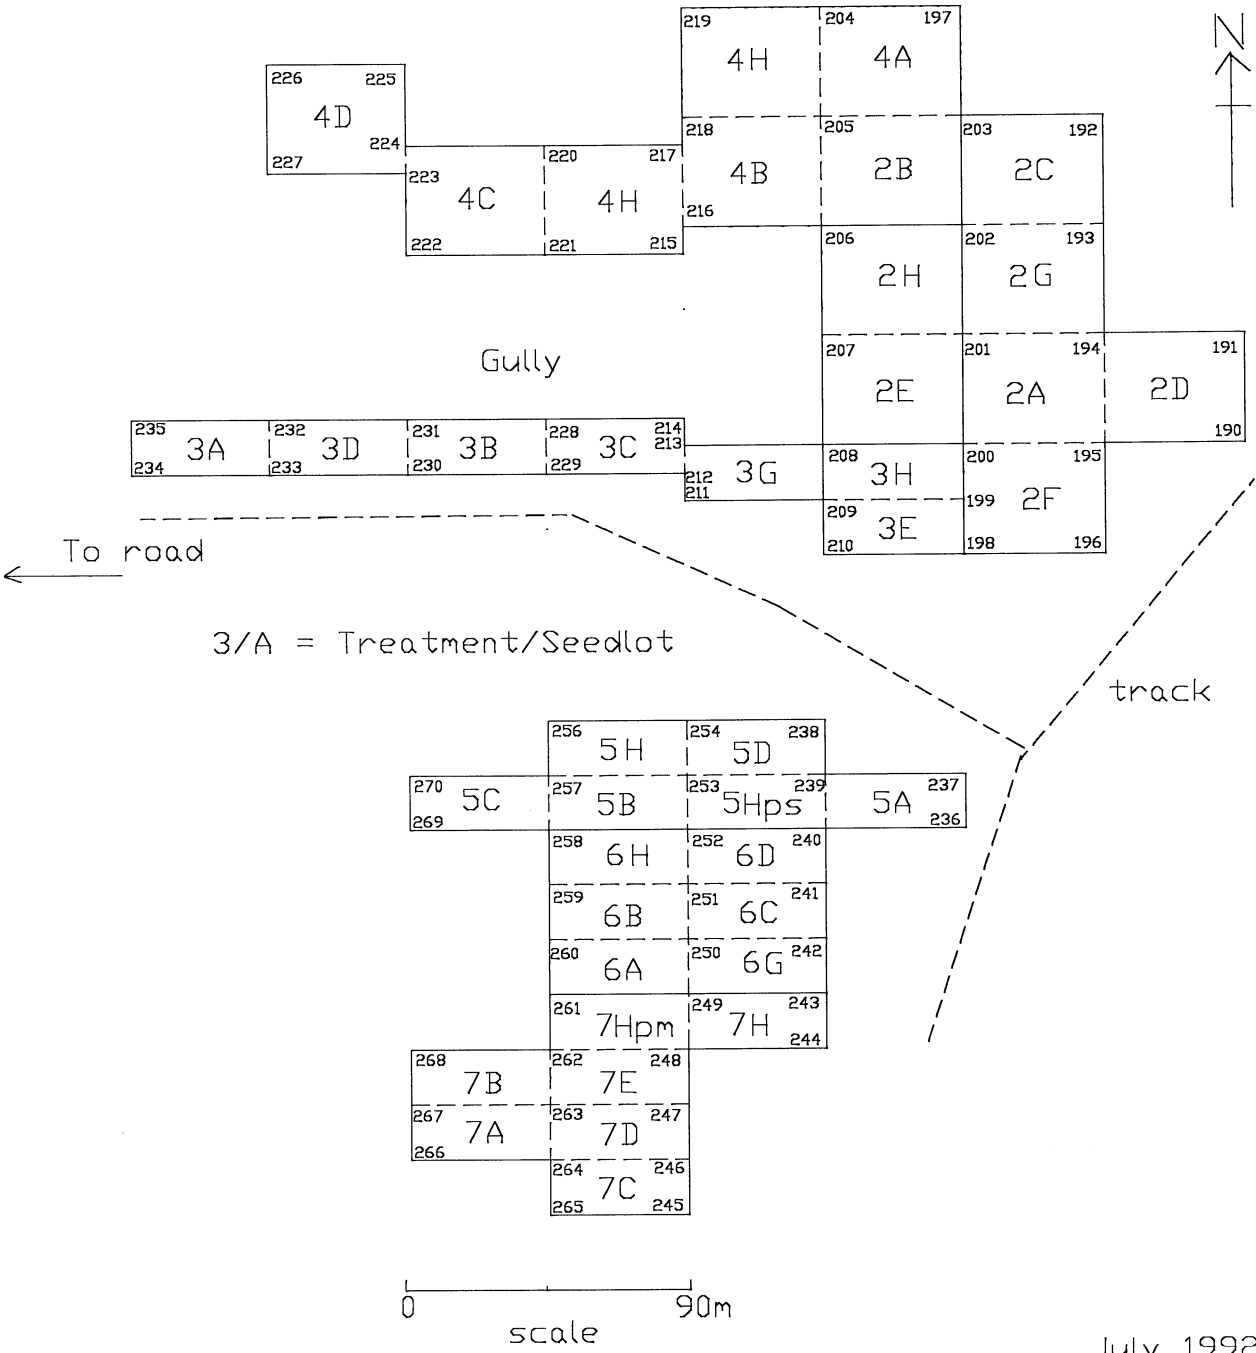 219 204 197
N
4H 4A
226 225
4D
218 205 203 192
224
227
220 217
4B 2B 2C
223
4C 4H
216
222 221 215
206 202 193
2H 2G
207 201 194 191
Gully
2E 2A 2D
235 232 231 228 214
213 190
3A 3D 3B 3C
234 233 230 229
208 200 195
212 3G 3H
211 199
209 2F
3E
210 198 196
To road
3/A = Treatment/Seedlot
track
256 254 238
5H 5D
270 257 253 239 237
5C 5B 5Hps 5A
269 236
258 252 240
6H 6D
259 251 241
6B 6C
260 250 242
6A 6G
261 249 243
7Hpm 7H
244
268 262 248
7B 7E
267 263 247
7A 7D
266
264 246
7C
265 245
0 90m
scale
July 1992